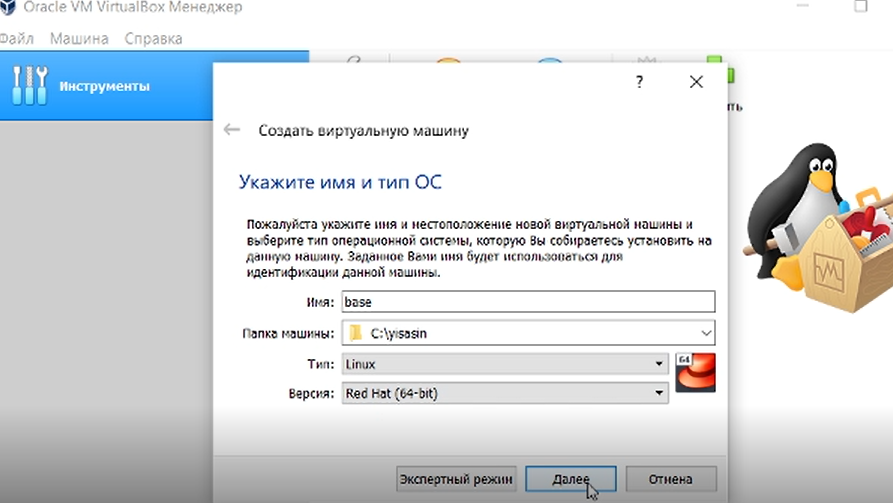 Oracle VM VirtualBox Менеджер
Файл Машина Справка
Инструменты
?
ть
Создать виртуальную машину
Укажите имя и тип ОС
Пожалуйста укажите имя и местоположение новой виртуальной машины и
выберите тип операционной системы, которую Вы собираетесь установить на
данную машину. Заданное Вами имя будет использоваться для
идентификации данной машины.
Имя: base
Папка машины: C:\yisasin
Тип: Linux
64
Версия: Red Hat (64-bit)
Экспертный режим Далее Отмена